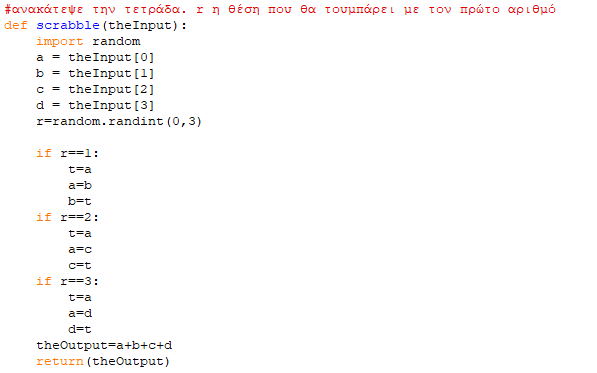 #ανακάτεψε την τετράδα. r η θέση που θα τουμπάρει με τον πρώτο αριθμό
def scrabble(theInput):
    import random
    a = theInput[0]
    b = theInput[1]
    c = theInput[2]
    d = theInput[3]
    r=random.randint(0,3)

    if r==1:
        t=a
        a=b
        b=t
    if r==2:
        t=a
        a=c
        c=t
    if r==3:
        t=a
        a=d
        d=t
    theOutput=a+b+c+d
    return(theOutput)